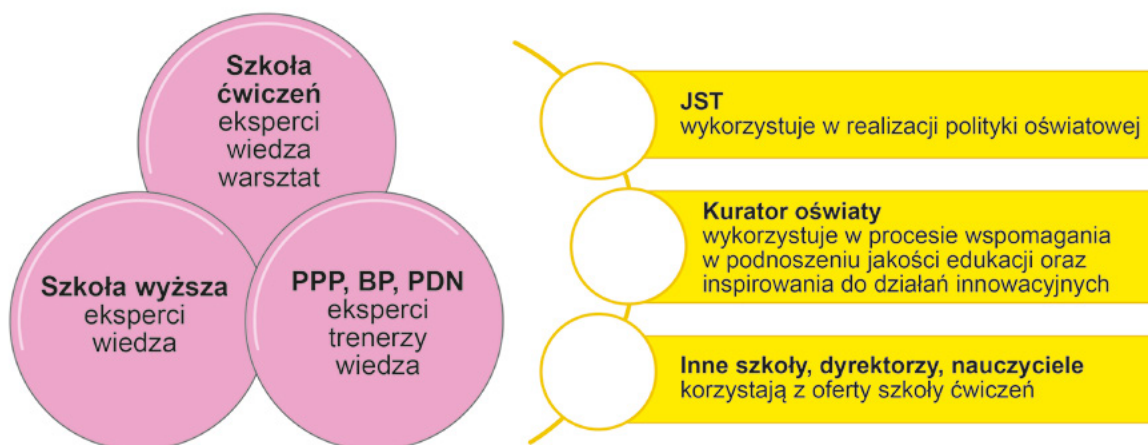 Szkoła
ćwiczeń
eksperci
wiedza
warsztat
Szkoła wyższa
eksperci
wiedza
PPP, BP, PDN
eksperci
trenerzy
wiedza
JST
wykorzystuje w realizacji polityki oświatowej
Kurator oświaty
wykorzystuje w procesie wspomagania
w podnoszeniu jakości edukacji oraz
inspirowania do działań innowacyjnych
Inne szkoły, dyrektorzy, nauczyciele
korzystają z oferty szkoły ćwiczeń